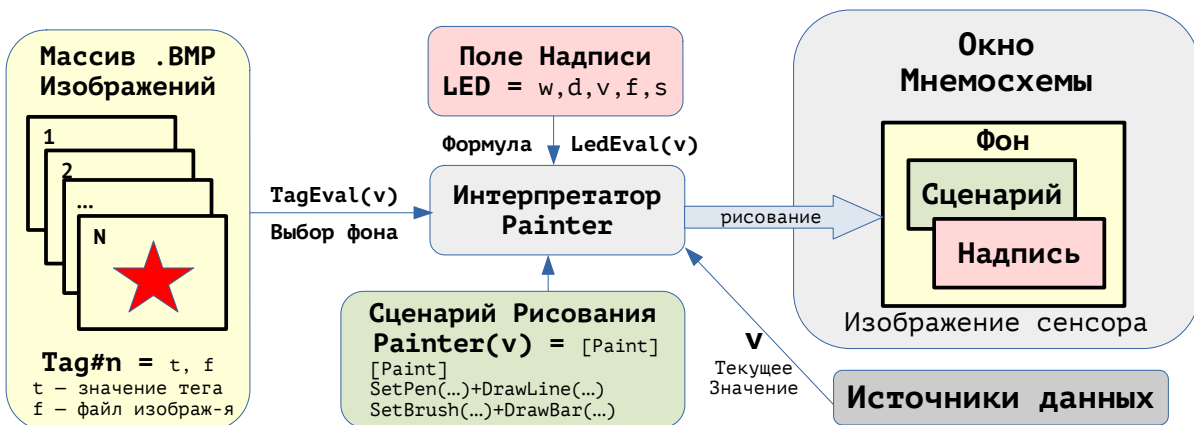 Массив .BMP
Изображений
1
2
...
N
Tag#n = t, f
t — значение тега
f — файл изображ-я
TagEval(v)
Выбор фона
Поле Надписи
LED = w,d,v,f,s
Формула LedEval(v)
Интерпретатор
Painter
Сценарий Рисования
Painter(v) = [Paint]
[Paint]
SetPen(…)+DrawLine(…)
SetBrush(…)+DrawBar(…)
рисование
v
Текущее
Значение
Окно
Мнемосхемы
Фон
Сценарий
Надпись
Изображение сенсора
Источники данных